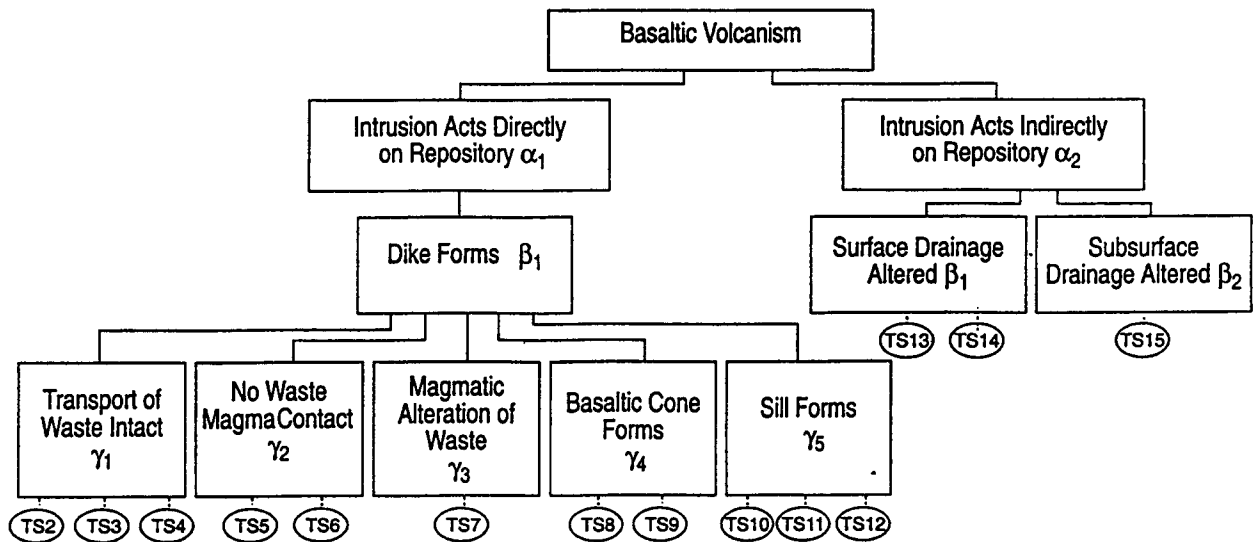 Basaltic Volcanism
Intrusion Acts Directly
on Repository α₁
Intrusion Acts Indirectly
on Repository α₂
Dike Forms β₁
Surface Drainage
Altered β₁
Subsurface
Drainage Altered β₂
TS13
TS14
TS15
Transport of
Waste Intact
γ₁
No Waste
Magma Contact
γ₂
Magmatic
Alteration of
Waste
γ₃
Basaltic Cone
Forms
γ₄
Sill Forms
γ₅
TS2
TS3
TS4
TS5
TS6
TS7
TS8
TS9
TS10
TS11
TS12